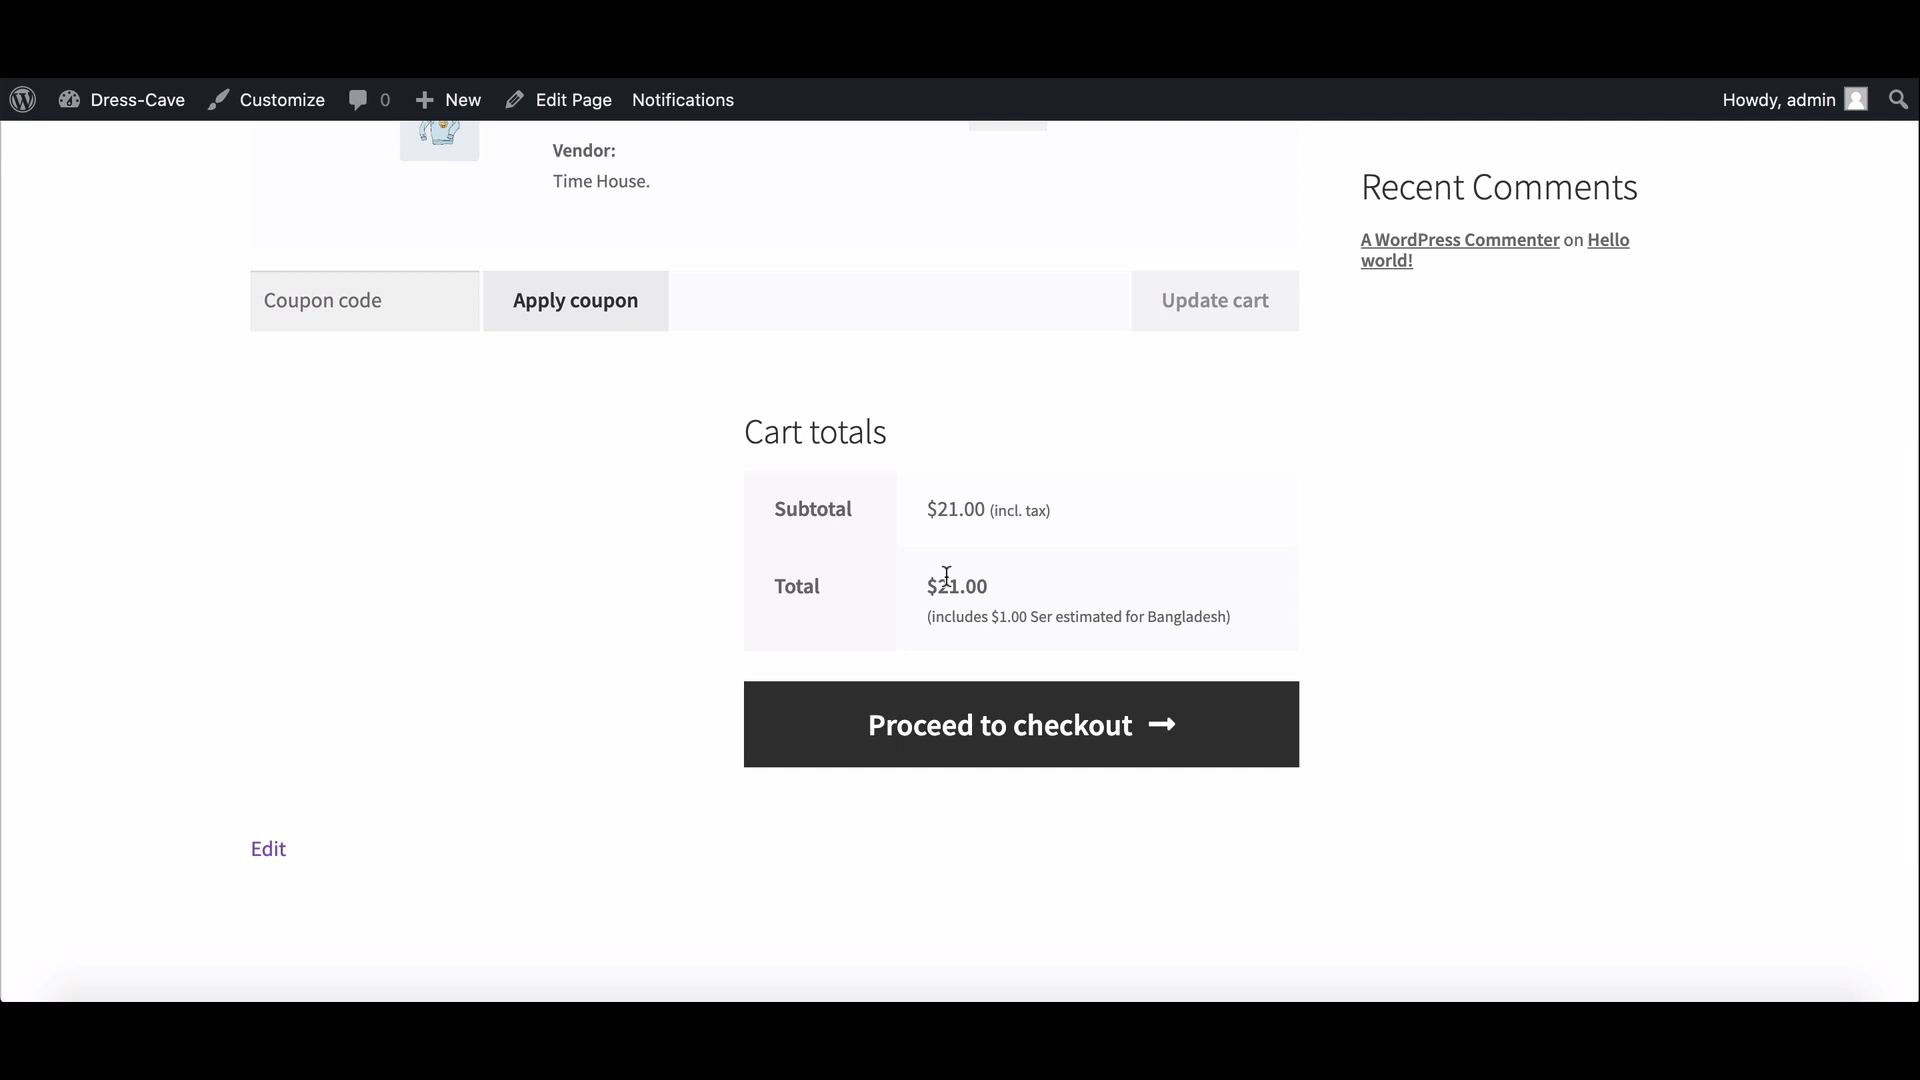 Dress-Cave Customize 0 New Edit Page Notifications Howdy, admin
Vendor:
Time House.
Recent Comments
A WordPress Commenter on Hello
world!
Coupon code Apply coupon Update cart
Cart totals
Subtotal $21.00 (incl. tax)
Total $21.00
(includes $1.00 Ser estimated for Bangladesh)
Proceed to checkout →
Edit